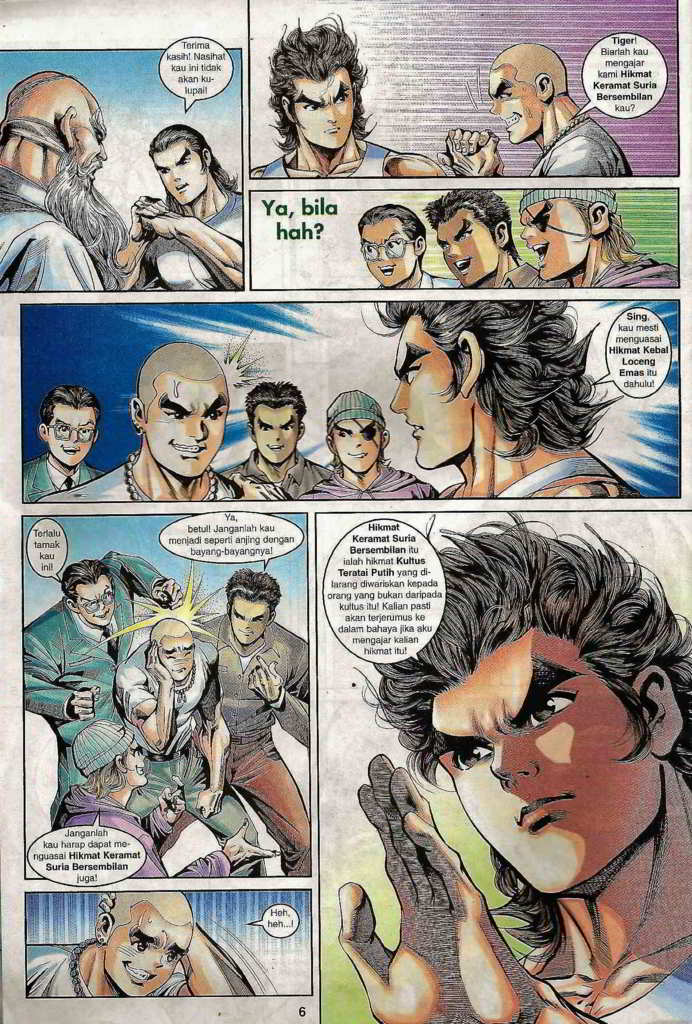 Terima
kasih! Nasihat
kau ini tidak
akan ku-
lupai!
Tiger!
Biarlah kau
mengajar
kami Hikmat
Keramat Suria
Bersembilan
kau?
Ya, bila
hah?
Sing,
kau mesti
menguasai
Hikmat Kebal
Loceng
Emas itu
dahulu!
Terlalu
tamak
kau
ini!
Ya,
betul! Janganlah kau
menjadi seperti anjing dengan
bayang-bayangnya!
Janganlah
kau harap dapat me-
nguasai Hikmat Keramat
Suria Bersembilan
juga!
Hikmat
Keramat Suria
Bersembilan itu
ialah hikmat Kultus
Teratai Putih yang di-
larang diwariskan kepada
orang yang bukan daripada
kultus itu! Kalian pasti
akan terjerumus ke
dalam bahaya jika aku
mengajar kalian
hikmat itu!
Heh,
heh...!
6